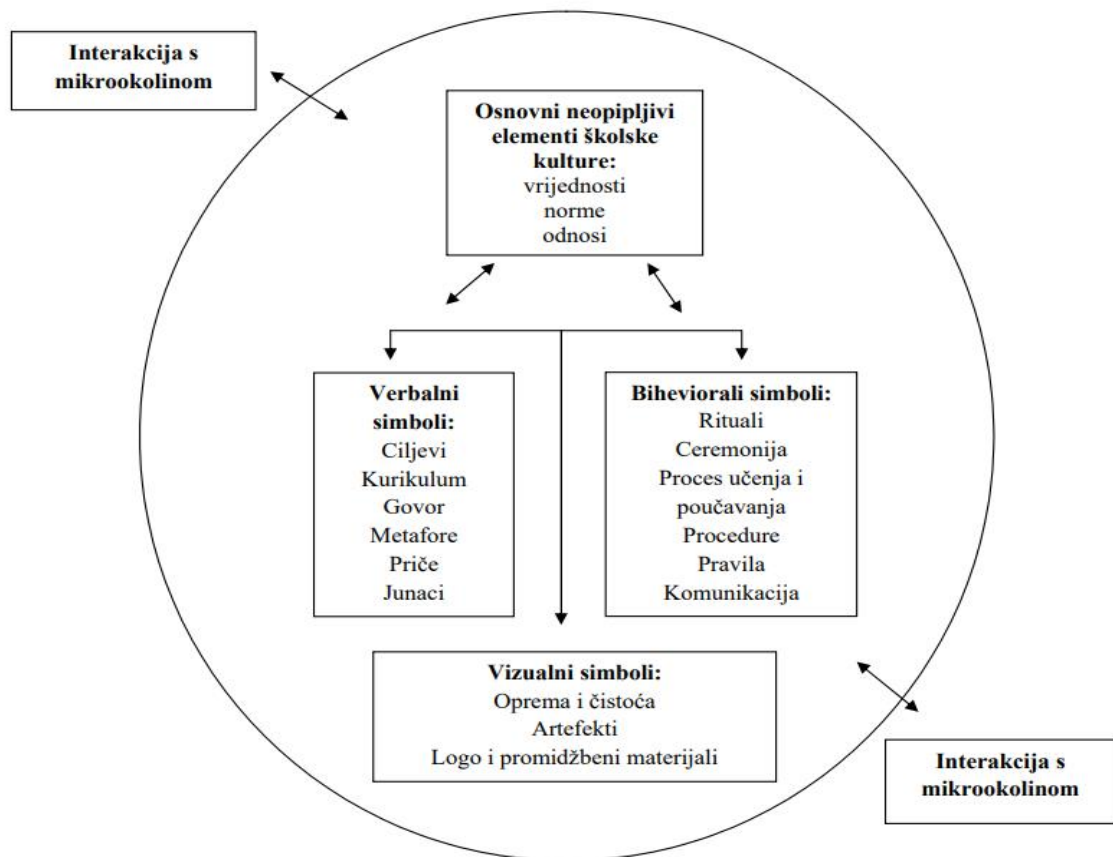 Interakcija s
mikrookolinom
Osnovni neopipljivi
elementi školske
kulture:
vrijednosti
norme
odnosi
Verbalni
simboli:
Ciljevi
Kurikulum
Govor
Metafore
Priče
Junaci
Biheviorali simboli:
Rituali
Ceremonija
Proces učenja i
poučavanja
Procedure
Pravila
Komunikacija
Vizualni simboli:
Oprema i čistoća
Artefekti
Logo i promidžbeni materijali
Interakcija s
mikrookolinom